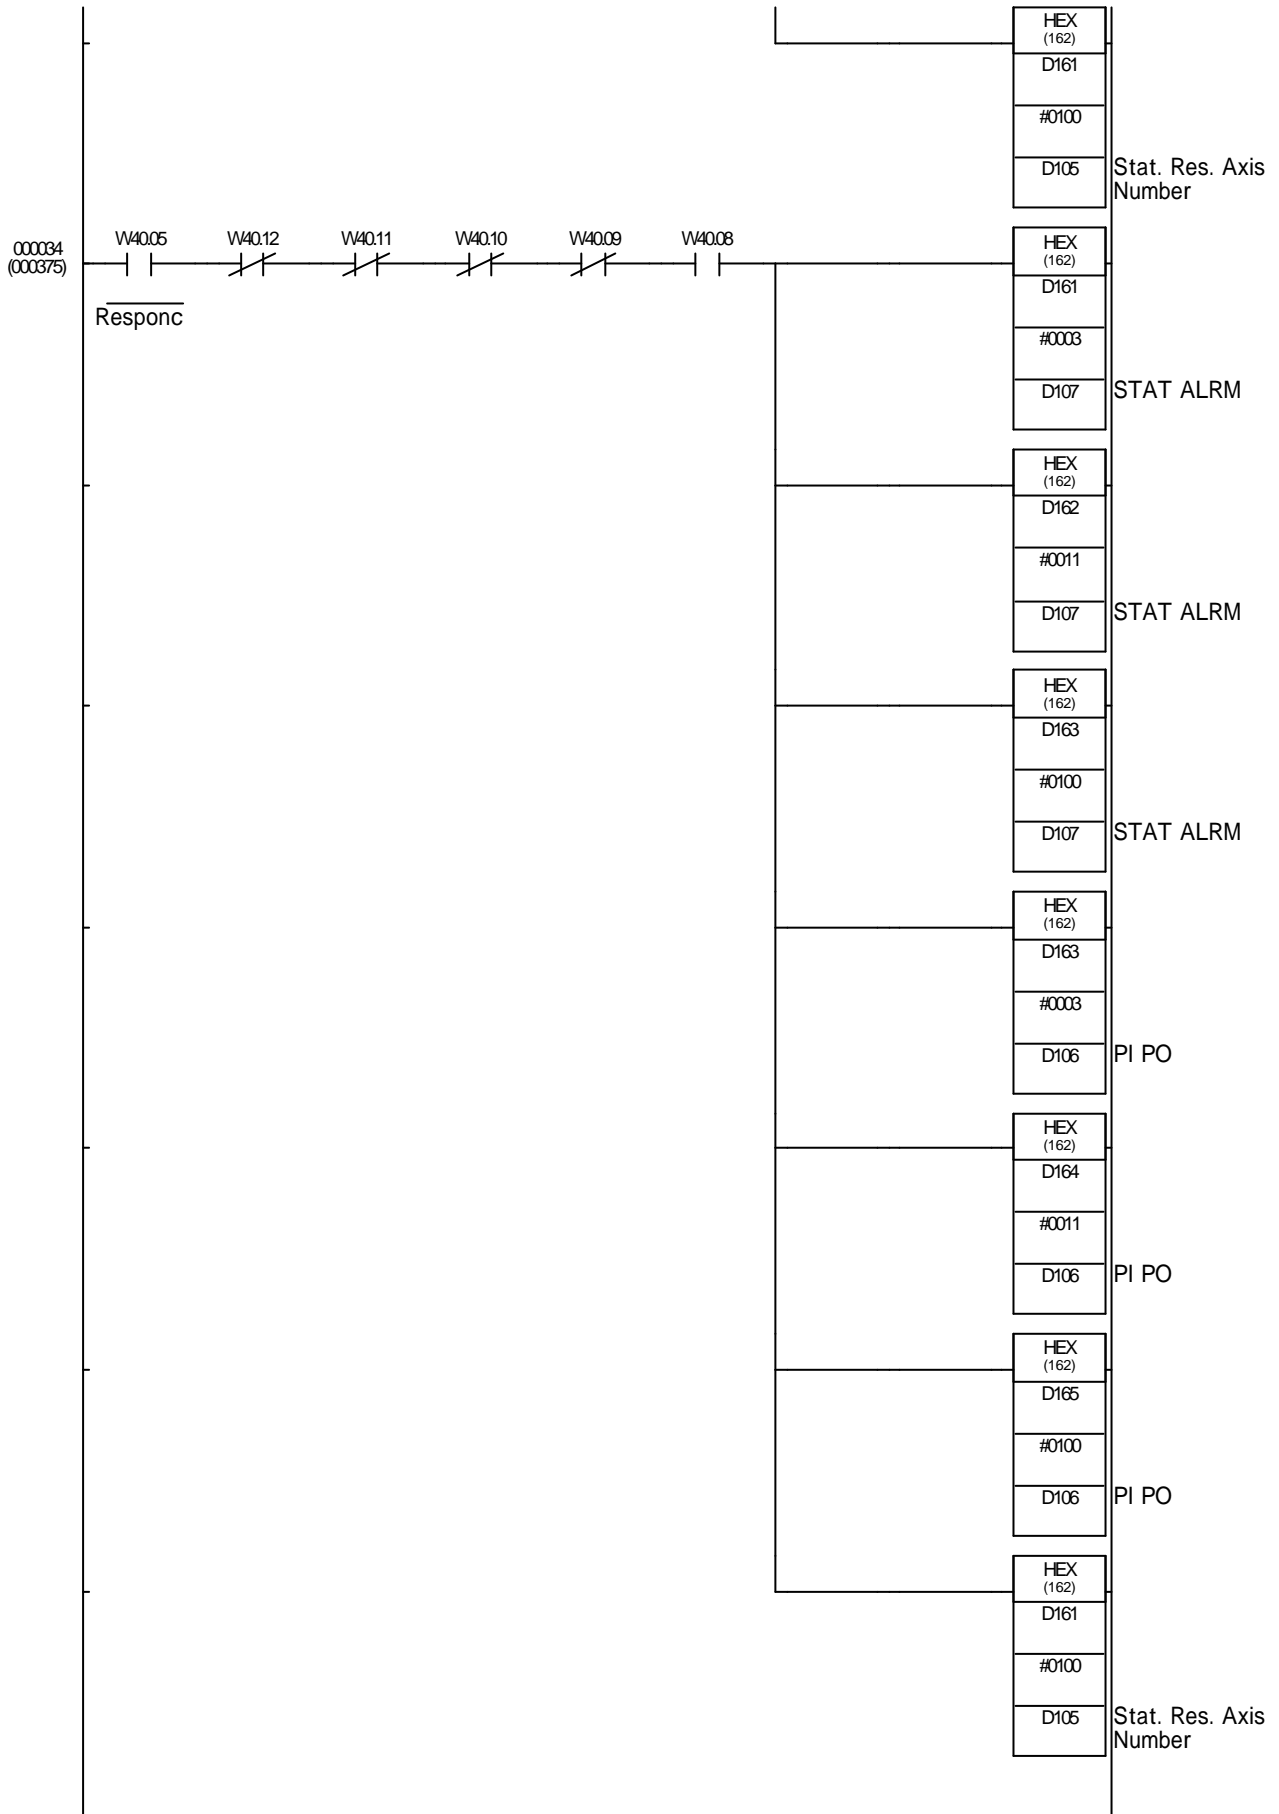 HEX
(162)
D161
#0100
D105
Stat. Res. Axis
Number
000034
(000375)
W40.05
W40.12
W40.11
W40.10
W40.09
W40.08
Responc
HEX
(162)
D161
#0003
D107
STAT ALRM
HEX
(162)
D162
#0011
D107
STAT ALRM
HEX
(162)
D163
#0100
D107
STAT ALRM
HEX
(162)
D163
#0003
D106
PI PO
HEX
(162)
D164
#0011
D106
PI PO
HEX
(162)
D165
#0100
D106
PI PO
HEX
(162)
D161
#0100
D105
Stat. Res. Axis
Number